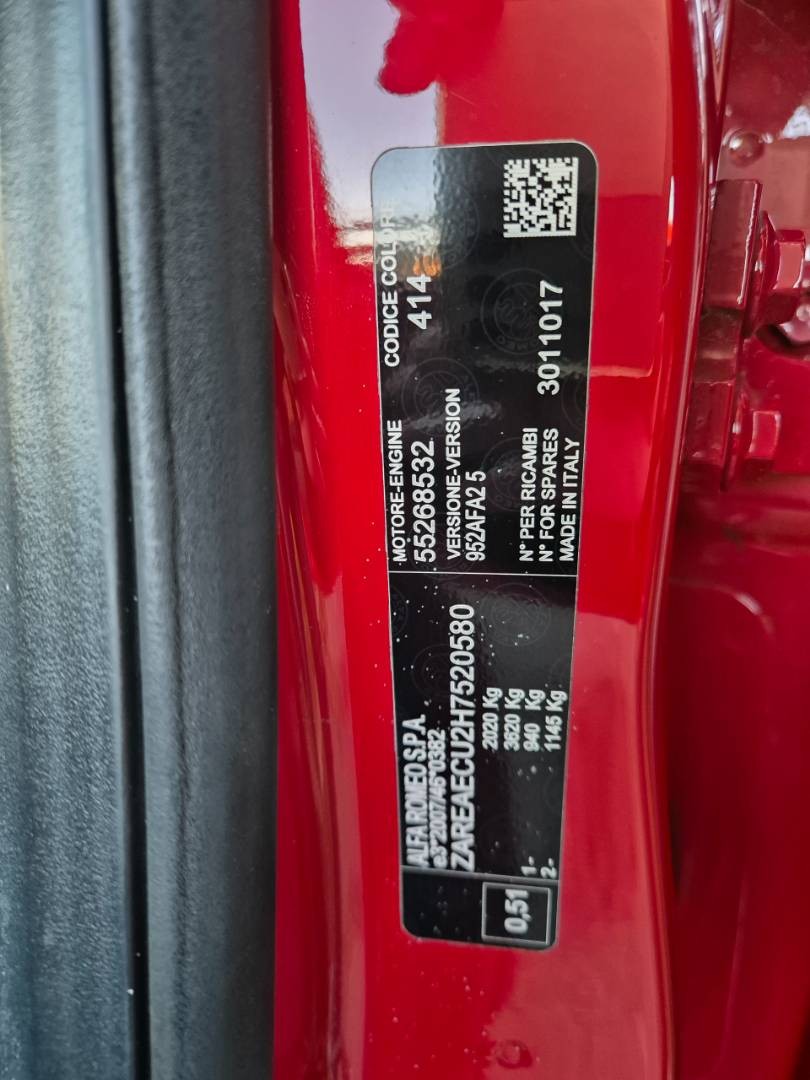 ALFA ROMEO S.P.A.
e3*2007/46*0382
ZAREAECU2H7520580
2020 Kg
3620 Kg
1- 940 Kg
2- 1145 Kg
0,51
MOTORE-ENGINE
55268532
VERSIONE-VERSION
952AFA2 5
N° PER RICAMBI
N° FOR SPARES
MADE IN ITALY
3011017
CODICE COLORE
414